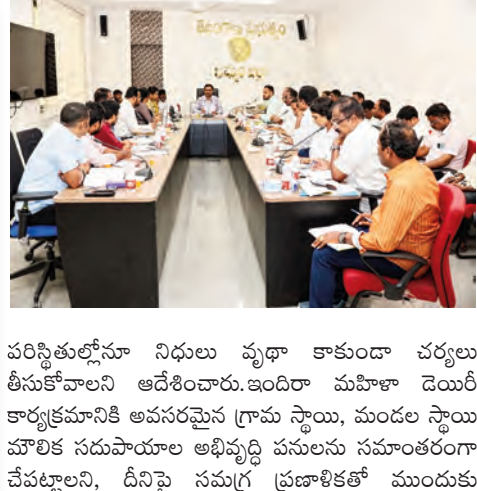 తెలంగాణ ప్రభుత్వం
పరిస్థితుల్లోనూ నిధులు వృథా కాకుండా చర్యలు
తీసుకోవాలని ఆదేశించారు.ఇందిరా మహిళా డెయిరీ
కార్యక్రమానికి అవసరమైన గ్రామ స్థాయి, మండల స్థాయి
మౌలిక సదుపాయాల అభివృద్ధి పనులను సమాంతరంగా
చేపట్టాలని, దీనిపై సమగ్ర ప్రణాళికతో ముందుకు